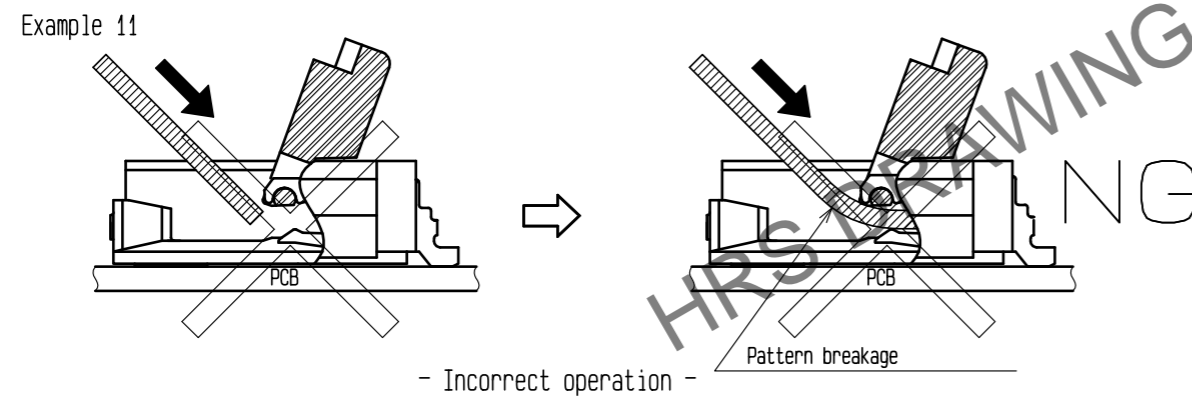 Example 11
HRS DRAWING
NG
PCB
PCB
Pattern breakage
- Incorrect operation -